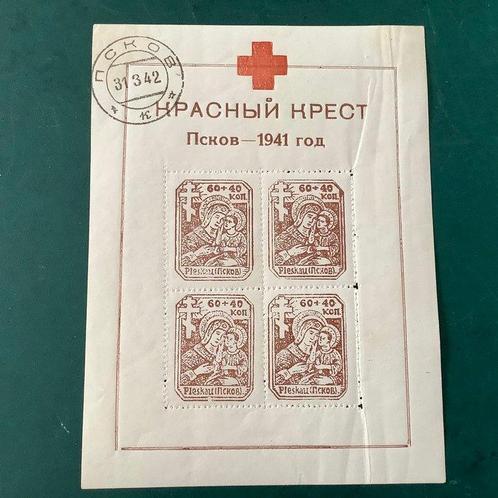 ПСКОВ
31 3 42
* К *
КРАСНЫЙ КРЕСТ
Псков—1941 год
60+40
КОП.
Pleskau(Псков)
60+40
КОП.
Pleskau(Псков)
60+40
КОП.
Pleskau(Псков)
60+40
КОП.
Pleskau(Псков)